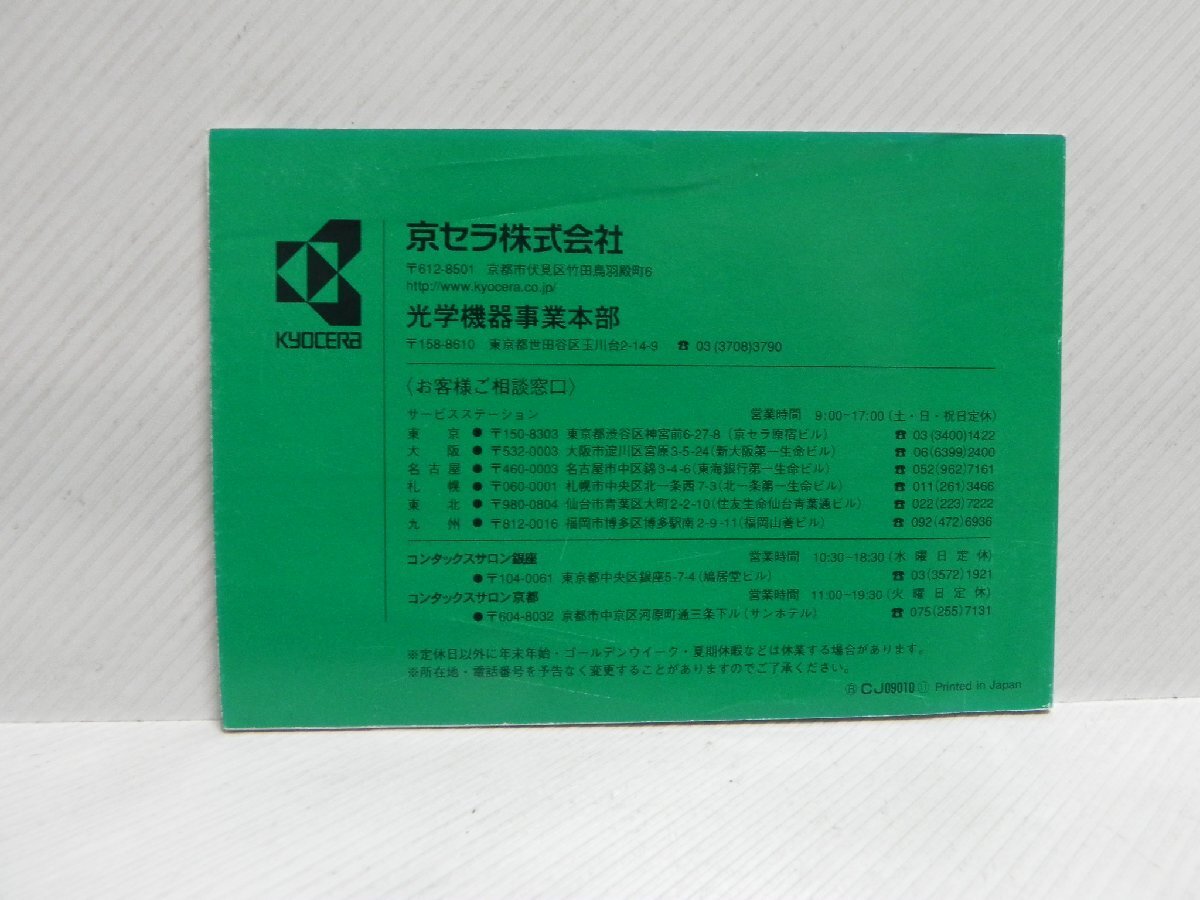 KYOCERA
京セラ株式会社
〒612-8501 京都市伏見区竹田鳥羽殿町6
http://www.kyocera.co.jp/
光学機器事業本部
〒158-8610 東京都世田谷区玉川台2-14-9 ☎ 03(3708)3790
〈お客様ご相談窓口〉
サービスステーション 営業時間 9:00-17:00(土・日・祝日定休)
東京 ● 〒150-8303 東京都渋谷区神宮前6-27-8(京セラ原宿ビル) ☎ 03(3400)1422
大阪 ● 〒532-0003 大阪市淀川区宮原3-5-24(新大阪第一生命ビル) ☎ 06(6399)2400
名古屋 ● 〒460-0003 名古屋市中区錦3-4-6(東海銀行第一生命ビル) ☎ 052(962)7161
札幌 ● 〒060-0001 札幌市中央区北一条西7-3(北一条第一生命ビル) ☎ 011(261)3466
東北 ● 〒980-0804 仙台市青葉区大町2-2-10(住友生命仙台青葉通ビル) ☎ 022(223)7222
九州 ● 〒812-0016 福岡市博多区博多駅南2-9-11(福岡山善ビル) ☎ 092(472)6936
コンタックスサロン銀座 営業時間 10:30-18:30(水曜日定休)
● 〒104-0061 東京都中央区銀座5-7-4(鳩居堂ビル) ☎ 03(3572)1921
コンタックスサロン京都 営業時間 11:00-19:30(火曜日定休)
● 〒604-8032 京都市中京区河原町通三条下ル(サンホテル) ☎ 075(255)7131
※定休日以外に年末年始・ゴールデンウイーク・夏期休暇などは休業する場合があります。
※所在地・電話番号を予告なく変更することがありますのでご了承ください。
Ⓡ CJ0901D ① Printed in Japan